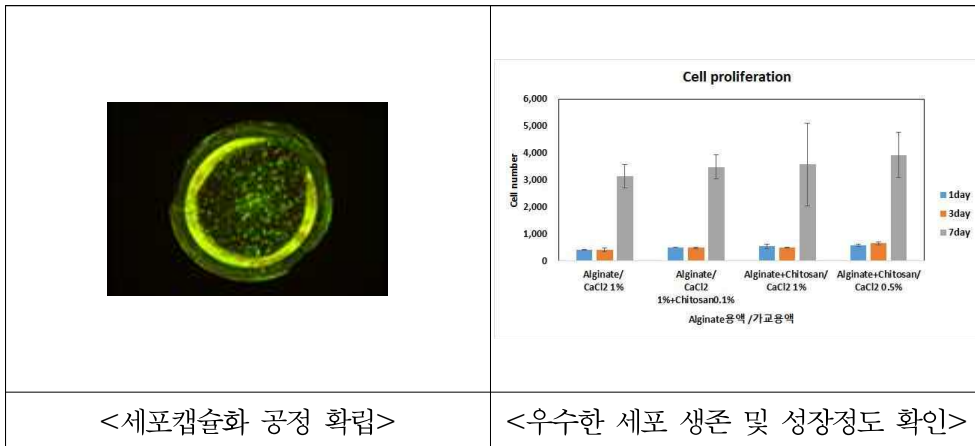 Cell proliferation
6,000
5,000
4,000
3,000
2,000
1,000
0
Cell number
1day
3day
7day
Alginate/
CaCl2 1%
Alginate/
CaCl2
1%+Chitosan0.1%
Alginate+Chitosan/
CaCl2 1%
Alginate+Chitosan/
CaCl2 0.5%
Alginate용액 /가교용액
<세포캡슐화 공정 확립>
<우수한 세포 생존 및 성장정도 확인>